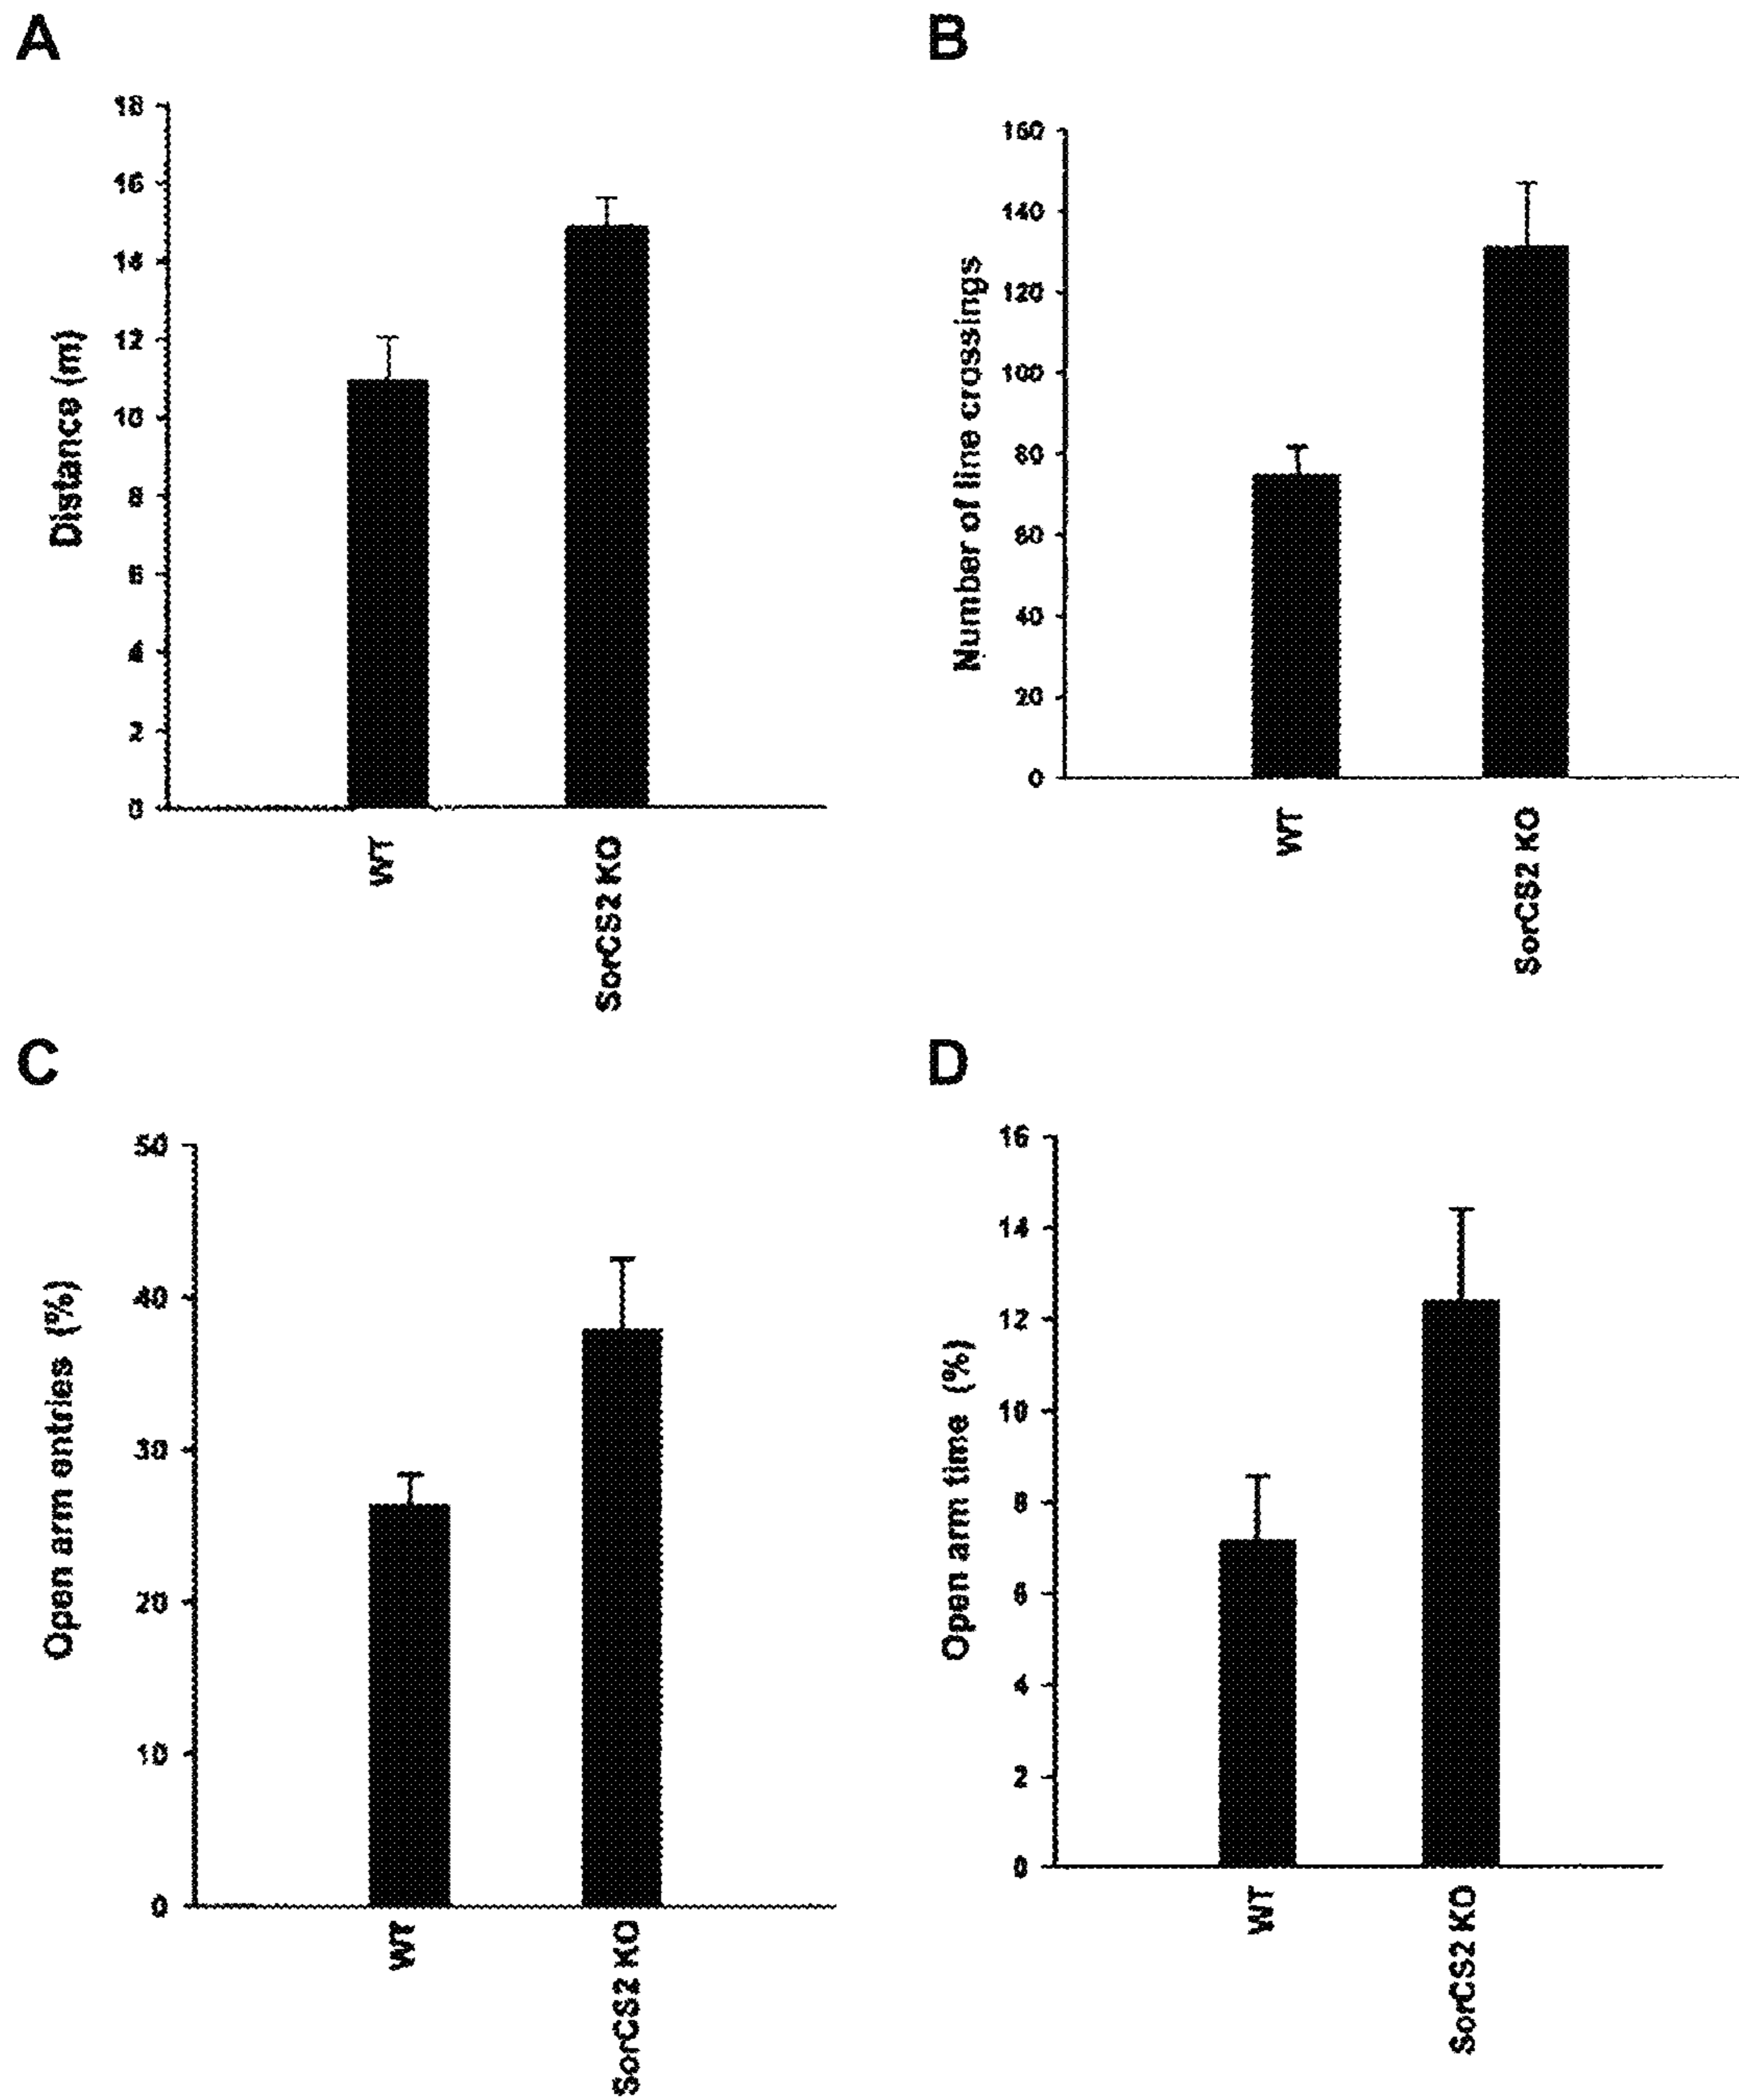 A
18
16
14
12
10
8
6
4
2
0
Distance (m)
WT
SorCS2 KO
B
160
140
120
100
80
60
40
20
0
Number of line crossings
WT
SorCS2 KO
C
50
40
30
20
10
0
Open arm entries (%)
WT
SorCS2 KO
D
16
14
12
10
8
6
4
2
0
Open arm time (%)
WT
SorCS2 KO